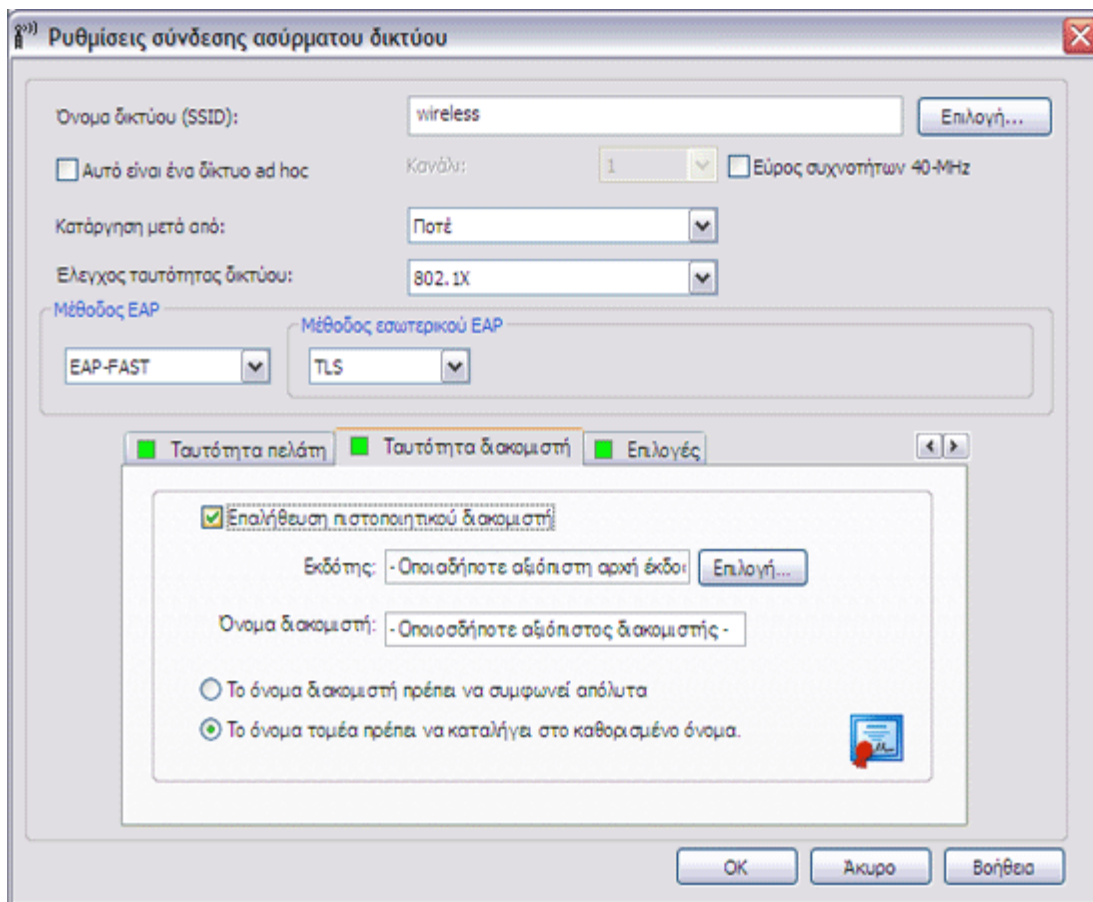 Ρυθμίσεις σύνδεσης ασύρματου δικτύου
Όνομα δικτύου (SSID): wireless Επιλογή...
Αυτό είναι ένα δίκτυο ad hoc Κανάλι: 1 Εύρος συχνοτήτων 40-MHz
Κατάργηση μετά από: Ποτέ
Έλεγχος ταυτότητας δικτύου: 802.1X
Μέθοδος EAP
Μέθοδος εσωτερικού EAP
EAP-FAST TLS
Ταυτότητα πελάτη Ταυτότητα διακομιστή Επιλογές
Επαλήθευση πιστοποιητικού διακομιστή
Εκδότης: - Οποιαδήποτε αξιόπιστη αρχή έκδο Επιλογή...
Όνομα διακομιστή: - Οποιοσδήποτε αξιόπιστος διακομιστής -
Το όνομα διακομιστή πρέπει να συμφωνεί απόλυτα
Το όνομα τομέα πρέπει να καταλήγει στο καθορισμένο όνομα.
OK Άκυρο Βοήθεια